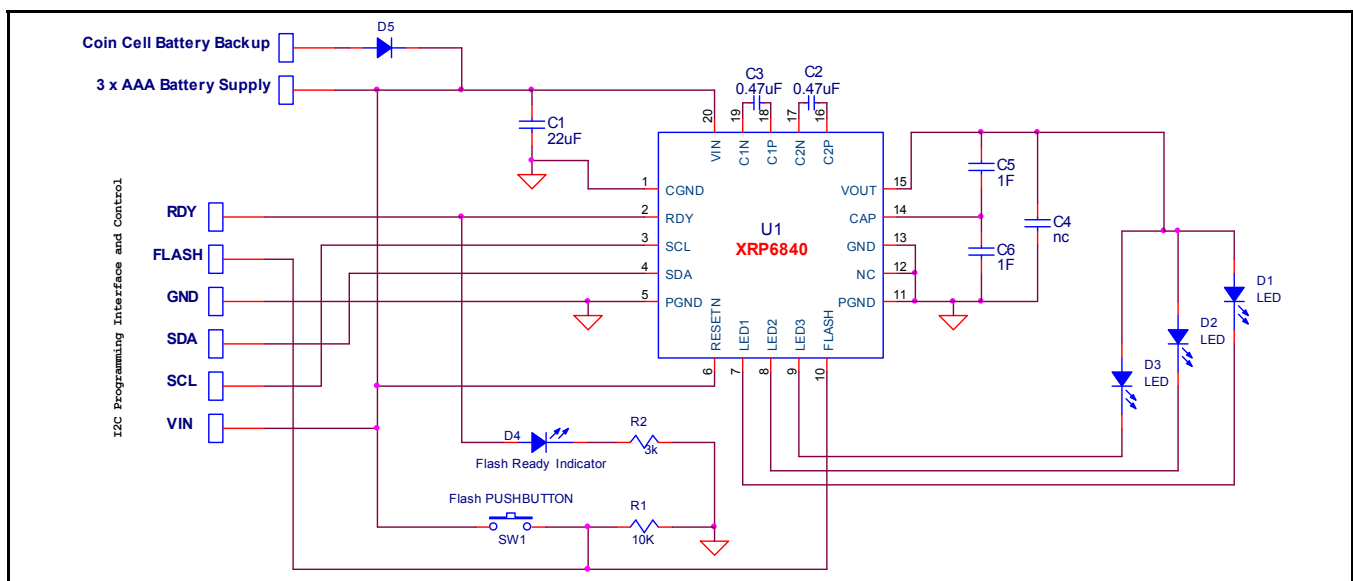 Coin Cell Battery Backup
D5
3 x AAA Battery Supply
C1
22uF
C3
0.47uF
C2
0.47uF
20
19
18
17
16
VIN
C1N
C1P
C2N
C2P
I2C Programming Interface and Control
RDY
FLASH
GND
SDA
SCL
VIN
1
CGND
2
RDY
3
SCL
4
SDA
5
PGND
U1
XRP6840
VOUT
15
CAP
14
GND
13
NC
12
PGND
11
RESETN
LED1
LED2
LED3
FLASH
6
7
8
9
10
C5
1F
C6
1F
C4
nc
D1
LED
D2
LED
D3
LED
D4
Flash Ready Indicator
R2
3k
Flash PUSHBUTTON
SW1
R1
10K